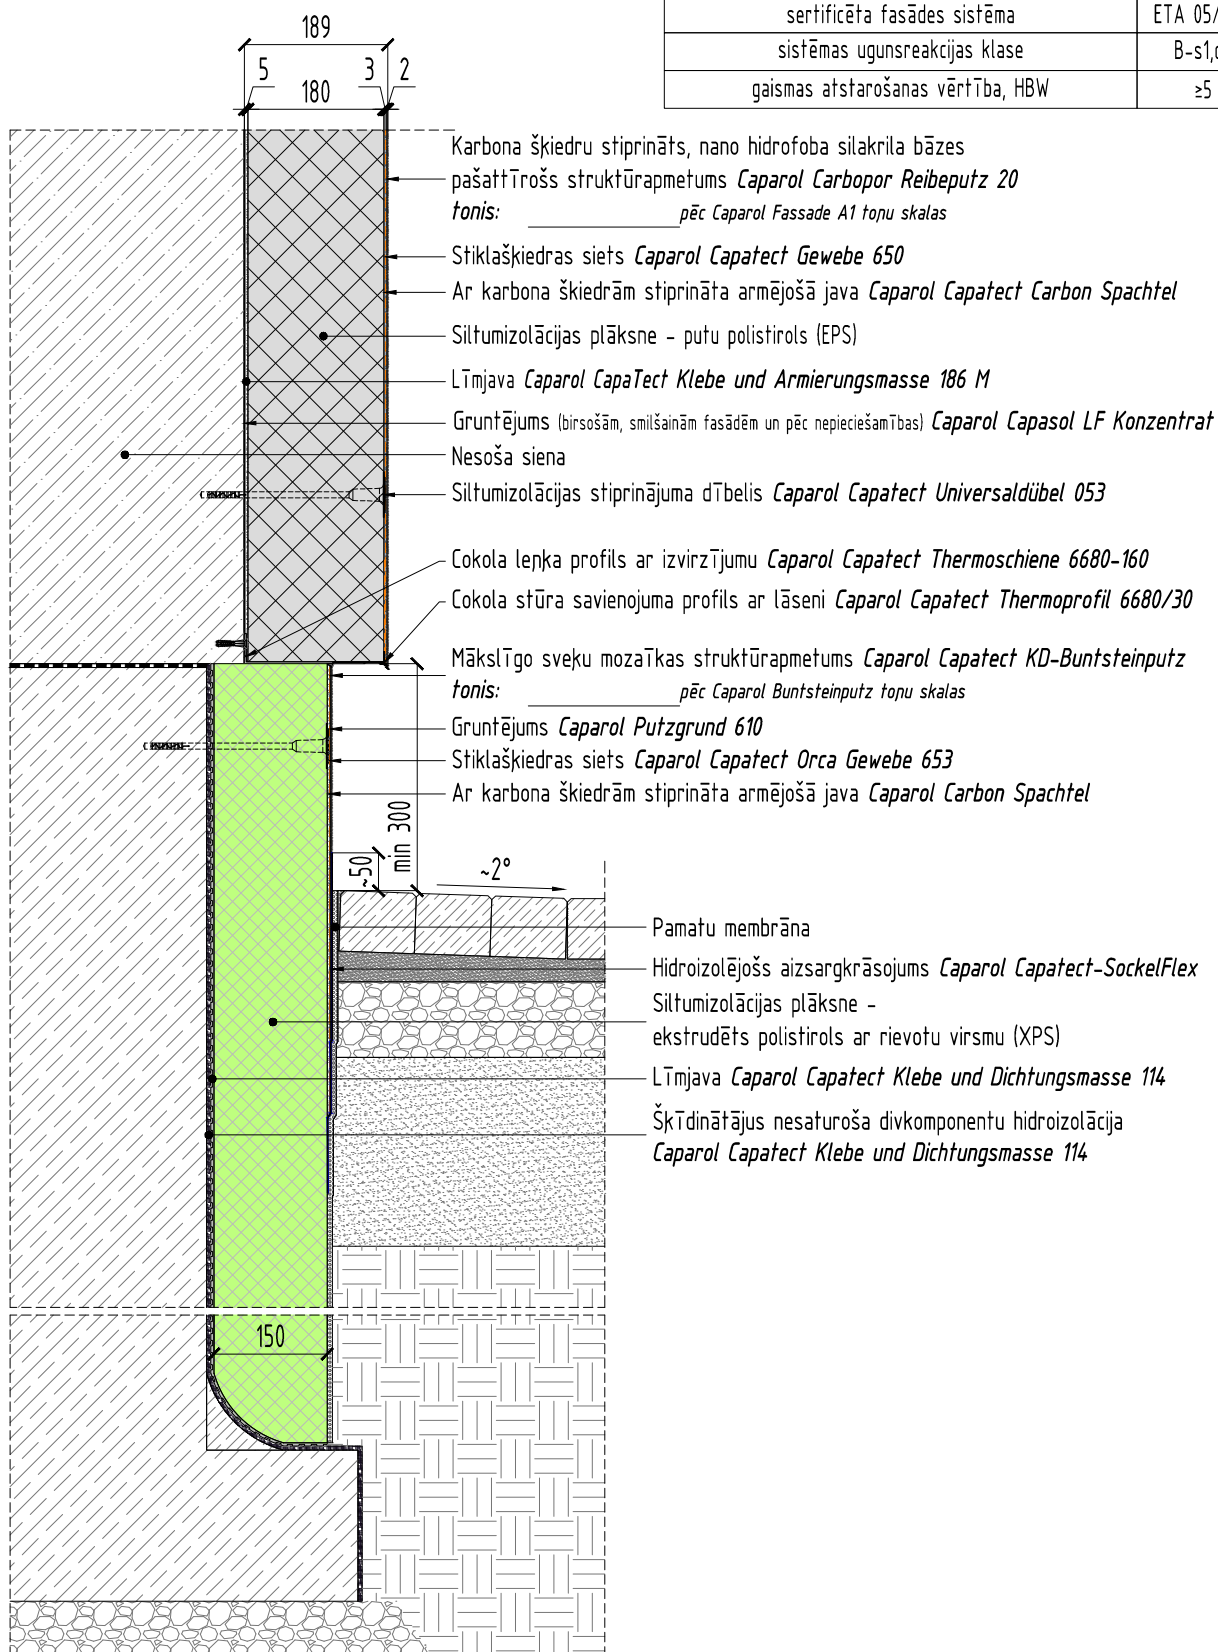 sertificēta fasādes sistēma ETA 05/
sistēmas ugunsreakcijas klase B-s1,
gaismas atstarošanas vērtība, HBW ≥5
189
5 3 2
180
Karbona šķiedru stiprināts, nano hidrofoba silakrila bāzes
pašattīrošs struktūrapmetums Caparol Carbopor Reibeputz 20
tonis: pēc Caparol Fassade A1 toņu skalas
Stiklašķiedras siets Caparol Capatect Gewebe 650
Ar karbona šķiedrām stiprināta armējošā java Caparol Capatect Carbon Spachtel
Siltumizolācijas plāksne - putu polistirols (EPS)
Līmjava Caparol CapaTect Klebe und Armierungsmasse 186 M
Gruntējums (birsošām, smilšainām fasādēm un pēc nepieciešamības) Caparol Capasol LF Konzentrat
Nesoša siena
Siltumizolācijas stiprinājuma dībelis Caparol Capatect Universaldübel 053
Cokola leņka profils ar izvirzījumu Caparol Capatect Thermoschiene 6680-160
Cokola stūra savienojuma profils ar lāseni Caparol Capatect Thermoprofil 6680/30
Mākslīgo sveķu mozaīkas struktūrapmetums Caparol Capatect KD-Buntsteinputz
tonis: pēc Caparol Buntsteinputz toņu skalas
Gruntējums Caparol Putzgrund 610
Stiklašķiedras siets Caparol Capatect Orca Gewebe 653
Ar karbona šķiedrām stiprināta armējošā java Caparol Carbon Spachtel
min 300
~50
~2°
Pamatu membrāna
Hidroizolējošs aizsargkrāsojums Caparol Capatect-SockelFlex
Siltumizolācijas plāksne -
ekstrudēts polistirols ar rievotu virsmu (XPS)
Līmjava Caparol Capatect Klebe und Dichtungsmasse 114
Šķīdinātājus nesaturoša divkomponentu hidroizolācija
Caparol Capatect Klebe und Dichtungsmasse 114
150